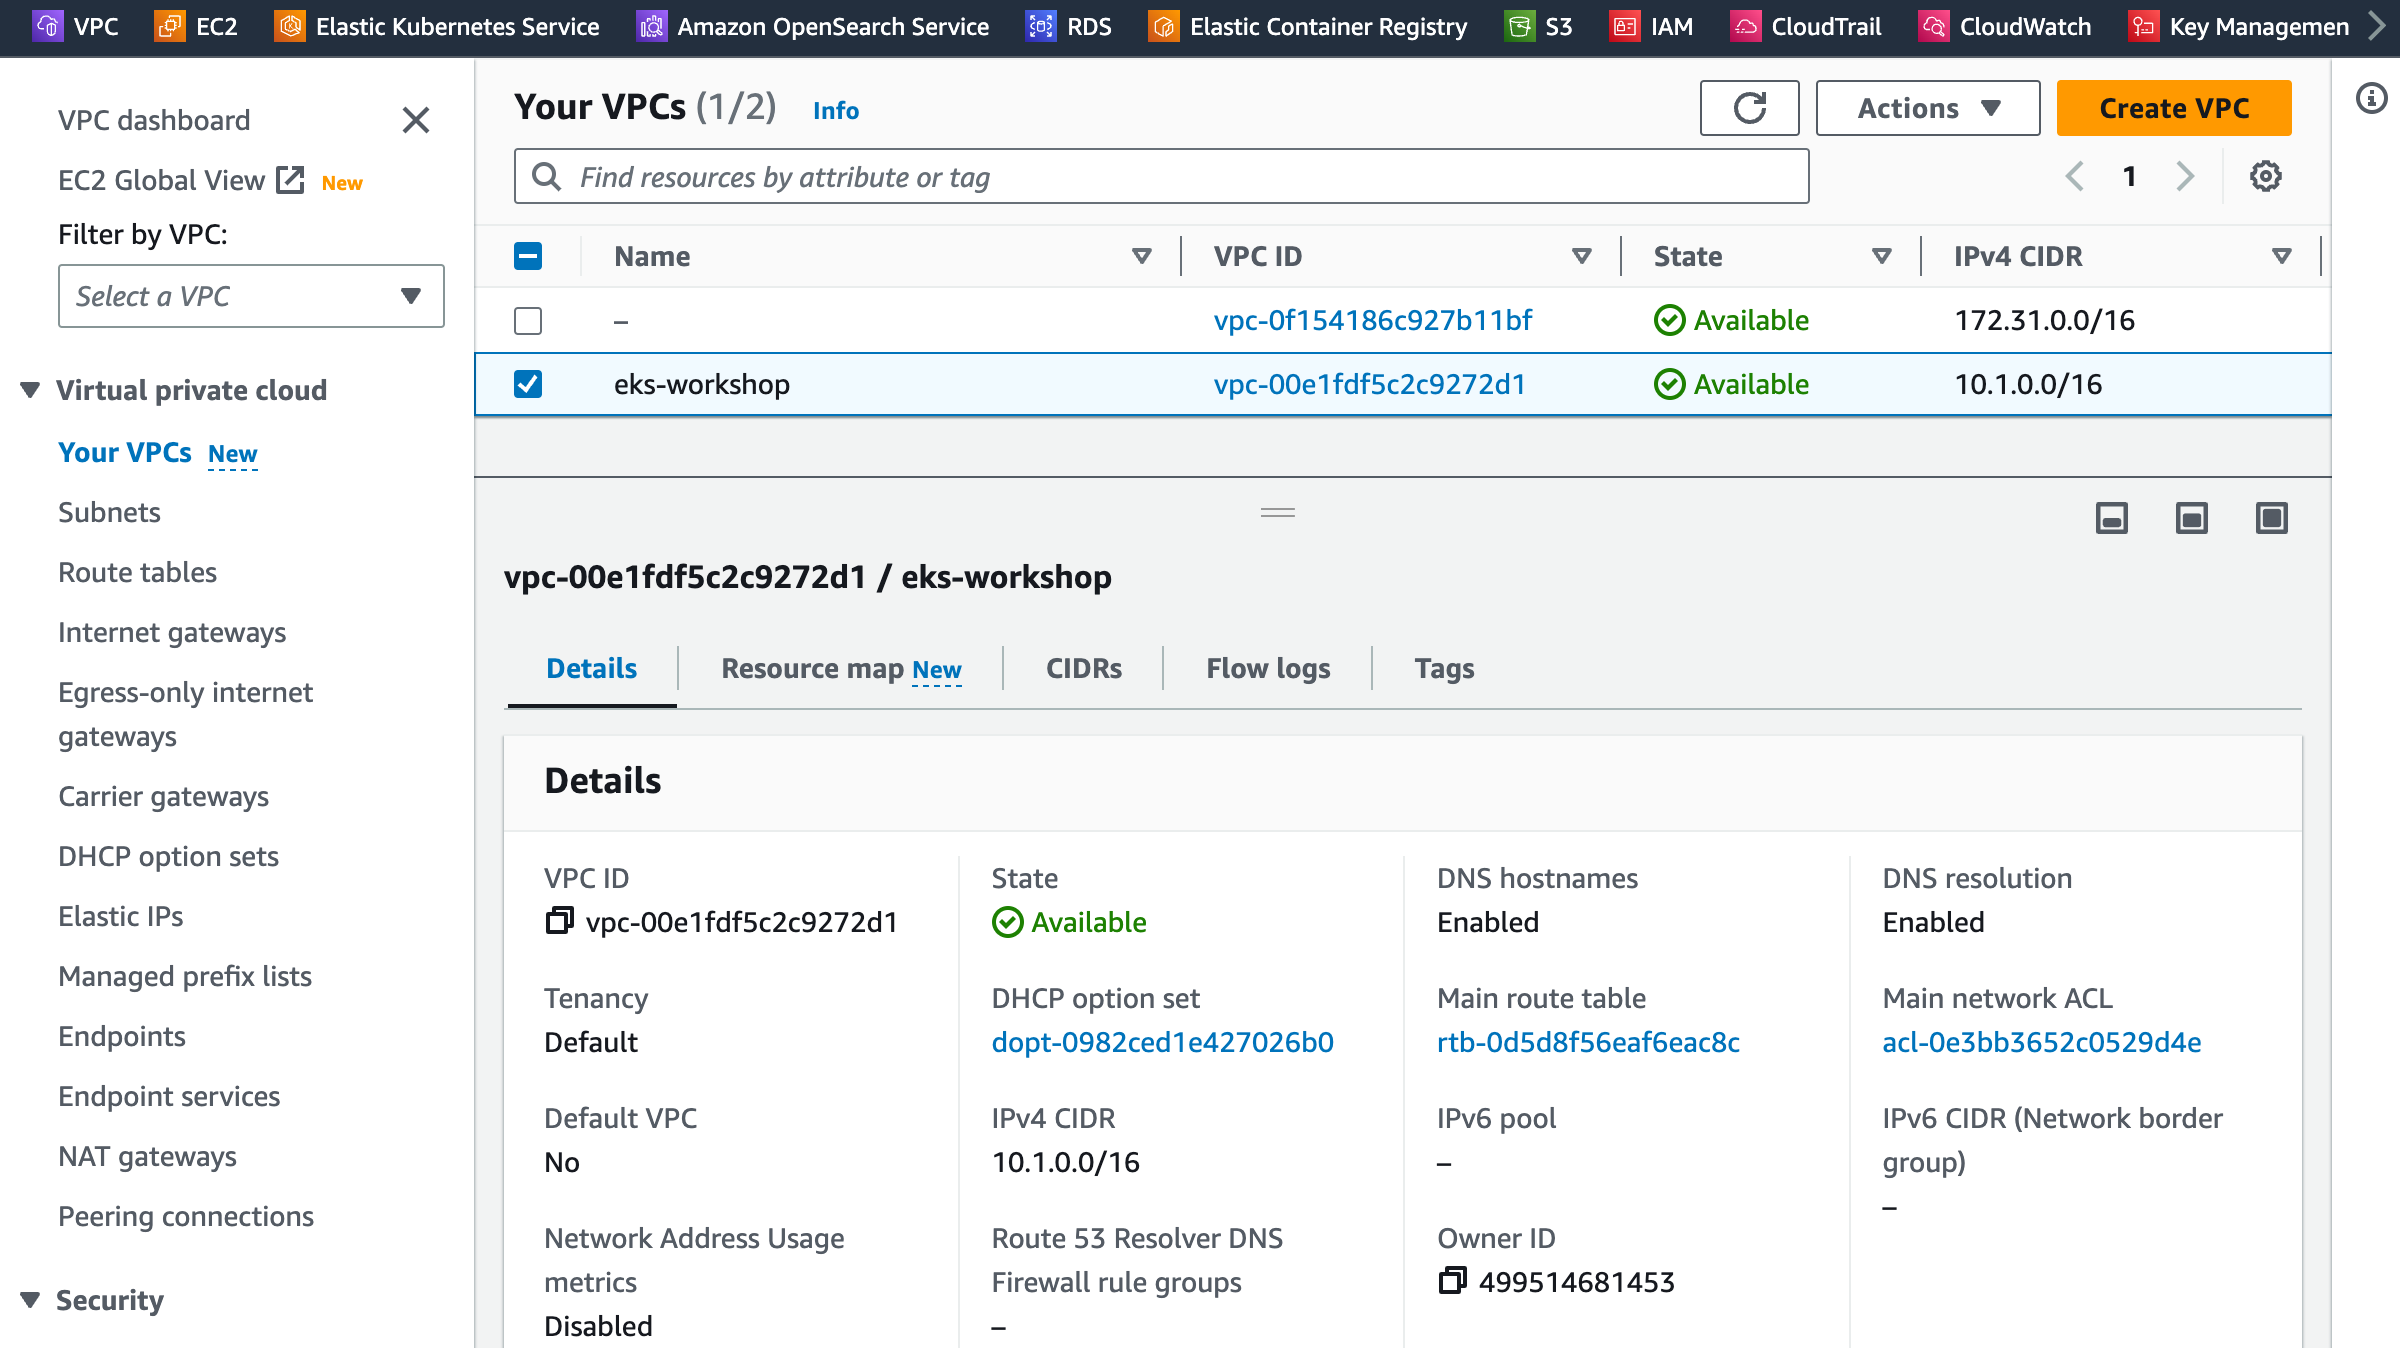 VPC EC2 Elastic Kubernetes Service Amazon OpenSearch Service RDS Elastic Container Registry S3 IAM CloudTrail CloudWatch Key Managemen
VPC dashboard
EC2 Global View New
Filter by VPC:
Select a VPC
Virtual private cloud
Your VPCs New
Subnets
Route tables
Internet gateways
Egress-only internet
gateways
Carrier gateways
DHCP option sets
Elastic IPs
Managed prefix lists
Endpoints
Endpoint services
NAT gateways
Peering connections
Security
Your VPCs (1/2) Info
Actions
Create VPC
Find resources by attribute or tag
1
Name VPC ID State IPv4 CIDR
– vpc-0f154186c927b11bf Available 172.31.0.0/16
eks-workshop vpc-00e1fdf5c2c9272d1 Available 10.1.0.0/16
vpc-00e1fdf5c2c9272d1 / eks-workshop
Details Resource map New CIDRs Flow logs Tags
Details
VPC ID
vpc-00e1fdf5c2c9272d1
State
Available
DNS hostnames
Enabled
DNS resolution
Enabled
Tenancy
Default
DHCP option set
dopt-0982ced1e427026b0
Main route table
rtb-0d5d8f56eaf6eac8c
Main network ACL
acl-0e3bb3652c0529d4e
Default VPC
No
IPv4 CIDR
10.1.0.0/16
IPv6 pool
–
IPv6 CIDR (Network border
group)
–
Network Address Usage
metrics
Disabled
Route 53 Resolver DNS
Firewall rule groups
–
Owner ID
499514681453